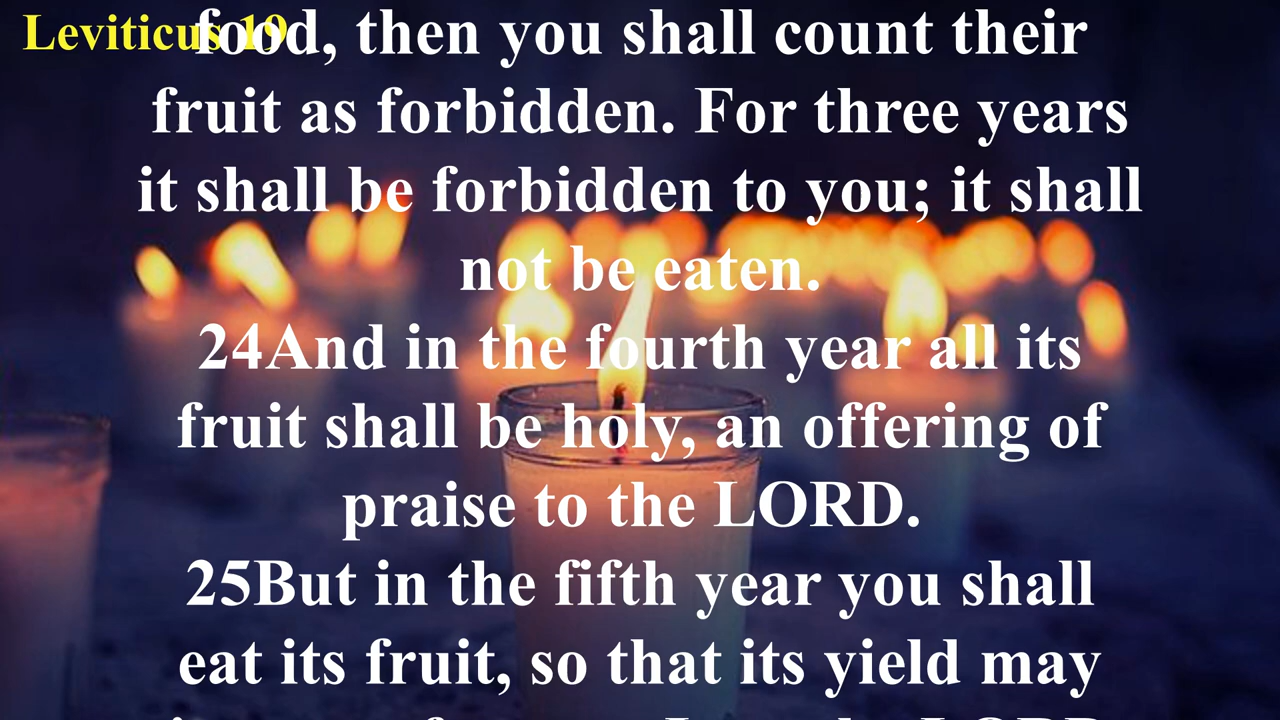 Leviticus 19
food, then you shall count their
fruit as forbidden. For three years
it shall be forbidden to you; it shall
not be eaten.
24And in the fourth year all its
fruit shall be holy, an offering of
praise to the LORD.
25But in the fifth year you shall
eat its fruit, so that its yield may